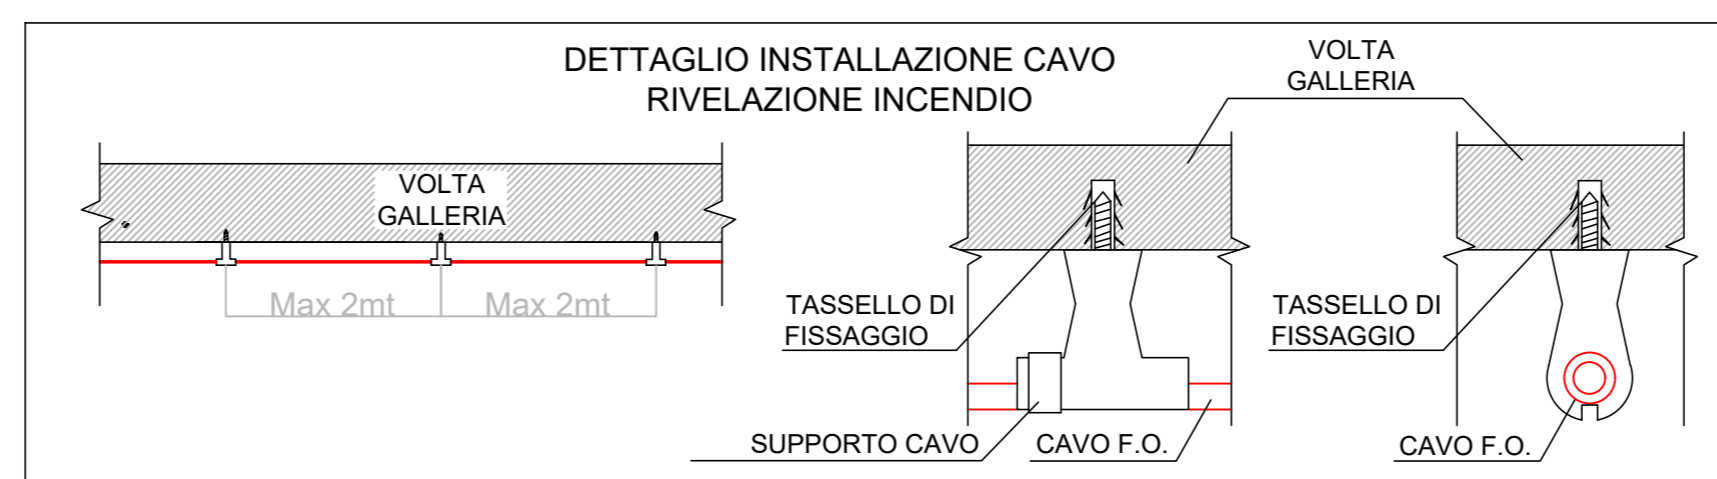 DETTAGLIO INSTALLAZIONE CAVO
RIVELAZIONE INCENDIO
VOLTA
GALLERIA
VOLTA
GALLERIA
Max 2mt
Max 2mt
TASSELLO DI
FISSAGGIO
TASSELLO DI
FISSAGGIO
SUPPORTO CAVO
CAVO F.O.
CAVO F.O.